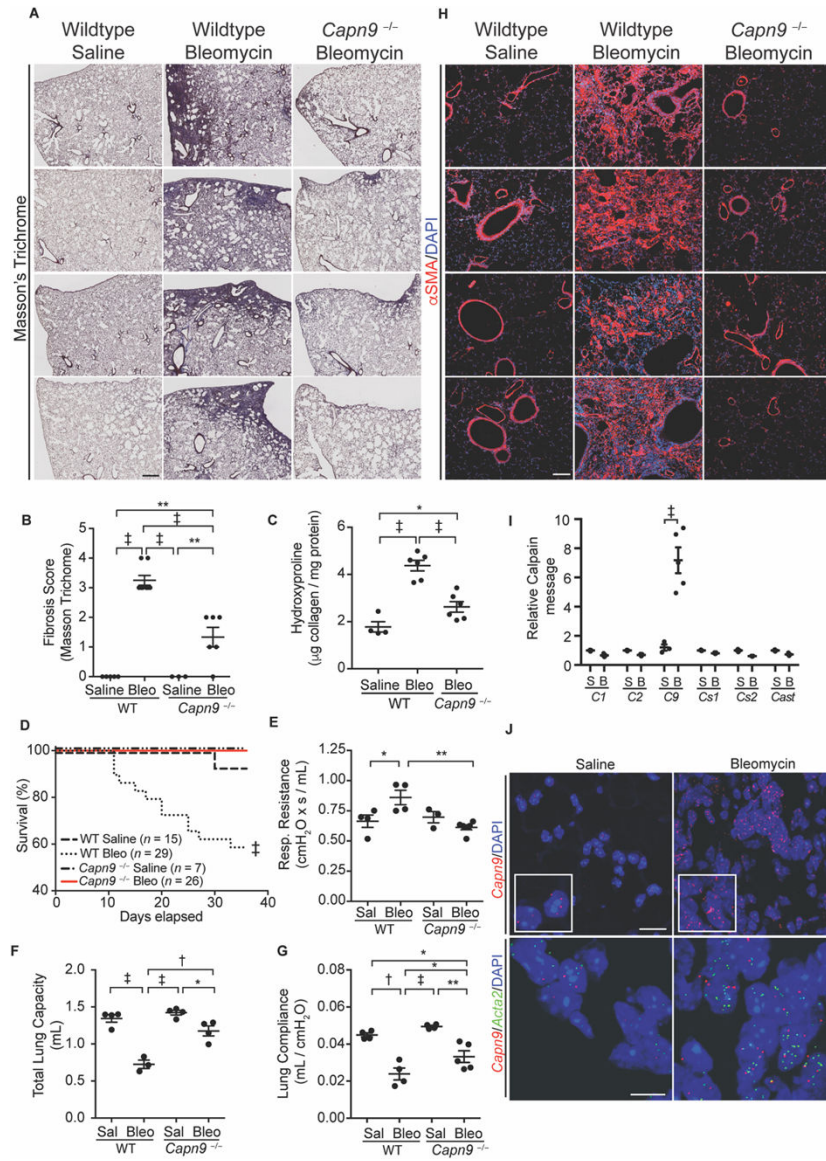 A
Wildtype Saline
Wildtype Bleomycin
Capn9 –/– Bleomycin
Masson's Trichrome
H
Wildtype Saline
Wildtype Bleomycin
Capn9 –/– Bleomycin
αSMA/DAPI
B
Fibrosis Score
(Masson Trichome)
5
4
3
2
1
0
** ‡ ‡ ‡ **
Saline Bleo Saline Bleo
WT Capn9 –/–
C
Hydroxyproline
(µg collagen / mg protein)
6
4
2
0
* ‡ ‡
Saline Bleo Bleo
WT Capn9 –/–
I
Relative Calpain
message
10
8
6
4
2
0
‡
S B S B S B S B S B S B
C1 C2 C9 Cs1 Cs2 Cast
D
Survival (%)
100
80
60
40
WT Saline (n = 15)
WT Bleo (n = 29)
Capn9 –/– Saline (n = 7)
Capn9 –/– Bleo (n = 26)
‡
0 10 20 30 40
Days elapsed
E
Resp. Resistance
(cmH2O x s / mL)
1.00
0.75
0.50
0.25
0
* **
Sal Bleo Sal Bleo
WT Capn9 –/–
J
Saline
Bleomycin
Capn9/DAPI
Capn9/Acta2/DAPI
F
Total Lung Capacity
(mL)
2.0
1.5
1.0
0.5
0
† ‡ ‡ *
Sal Bleo Sal Bleo
WT Capn9 –/–
G
Lung Compliance
(mL / cmH2O)
0.08
0.06
0.04
0.02
0
* * † ‡ **
Sal Bleo Sal Bleo
WT Capn9 –/–